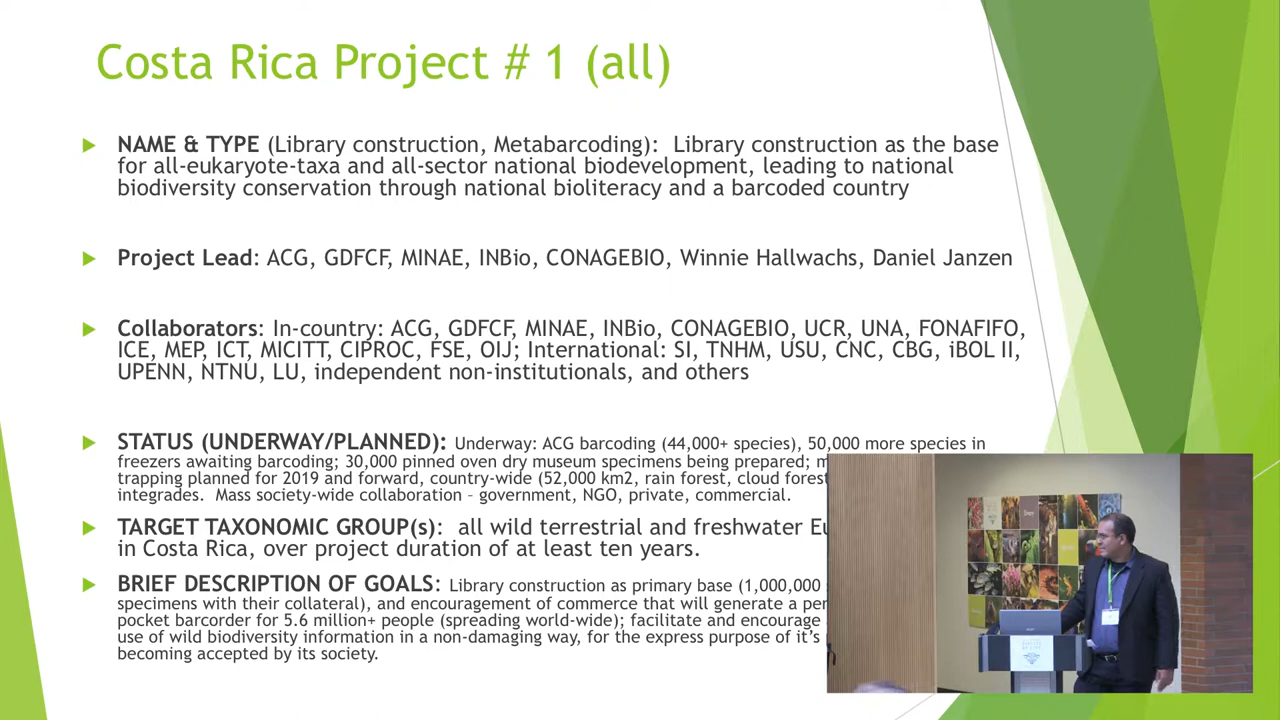 Costa Rica Project # 1 (all)
NAME & TYPE (Library construction, Metabarcoding): Library construction as the base
for all-eukaryote-taxa and all-sector national biodevelopment, leading to national
biodiversity conservation through national bioliteracy and a barcoded country
Project Lead: ACG, GDFCF, MINAE, INBio, CONAGEBIO, Winnie Hallwachs, Daniel Janzen
Collaborators: In-country: ACG, GDFCF, MINAE, INBio, CONAGEBIO, UCR, UNA, FONAFIFO,
ICE, MEP, ICT, MICITT, CIPROC, FSE, OIJ; International: SI, TNHM, USU, CNC, CBG, iBOL II,
UPENN, NTNU, LU, independent non-institutionals, and others
STATUS (UNDERWAY/PLANNED): Underway: ACG barcoding (44,000+ species), 50,000 more species in
freezers awaiting barcoding; 30,000 pinned oven dry museum specimens being prepared;
trapping planned for 2019 and forward, country-wide (52,000 km2, rain forest, cloud forest
integrades. Mass society-wide collaboration – government, NGO, private, commercial.
TARGET TAXONOMIC GROUP(s): all wild terrestrial and freshwater
in Costa Rica, over project duration of at least ten years.
BRIEF DESCRIPTION OF GOALS: Library construction as primary base (1,000,000
specimens with their collateral), and encouragement of commerce that will generate a
pocket barcorder for 5.6 million+ people (spreading world-wide); facilitate and encourage
use of wild biodiversity information in a non-damaging way, for the express purpose of it's
becoming accepted by its society.